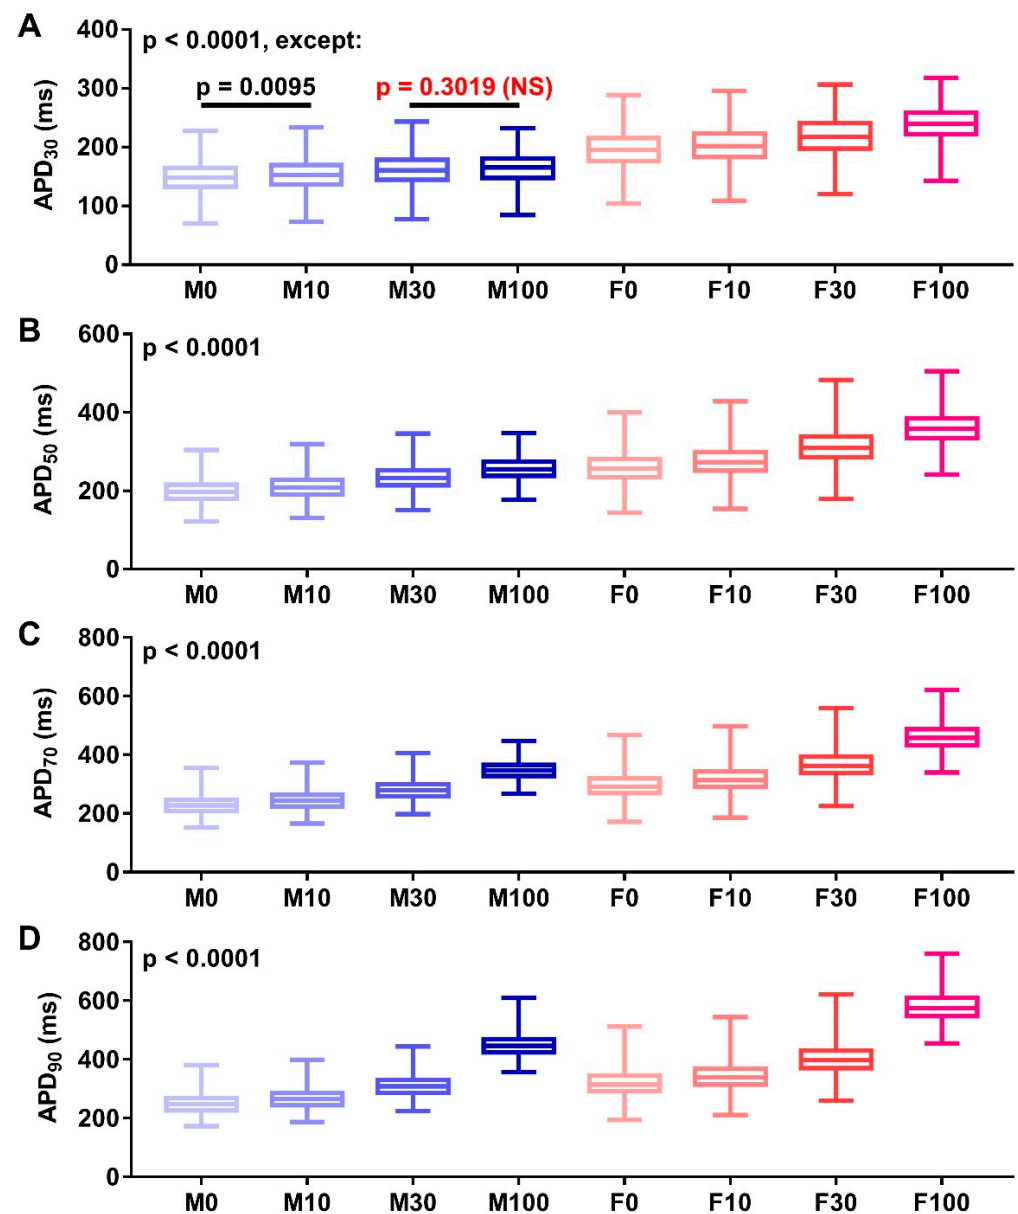 A
p < 0.0001, except:
p = 0.0095
p = 0.3019 (NS)
APD30 (ms)
400
300
200
100
0
M0 M10 M30 M100 F0 F10 F30 F100
B
p < 0.0001
APD50 (ms)
600
400
200
0
M0 M10 M30 M100 F0 F10 F30 F100
C
p < 0.0001
APD70 (ms)
800
600
400
200
0
M0 M10 M30 M100 F0 F10 F30 F100
D
p < 0.0001
APD90 (ms)
800
600
400
200
0
M0 M10 M30 M100 F0 F10 F30 F100